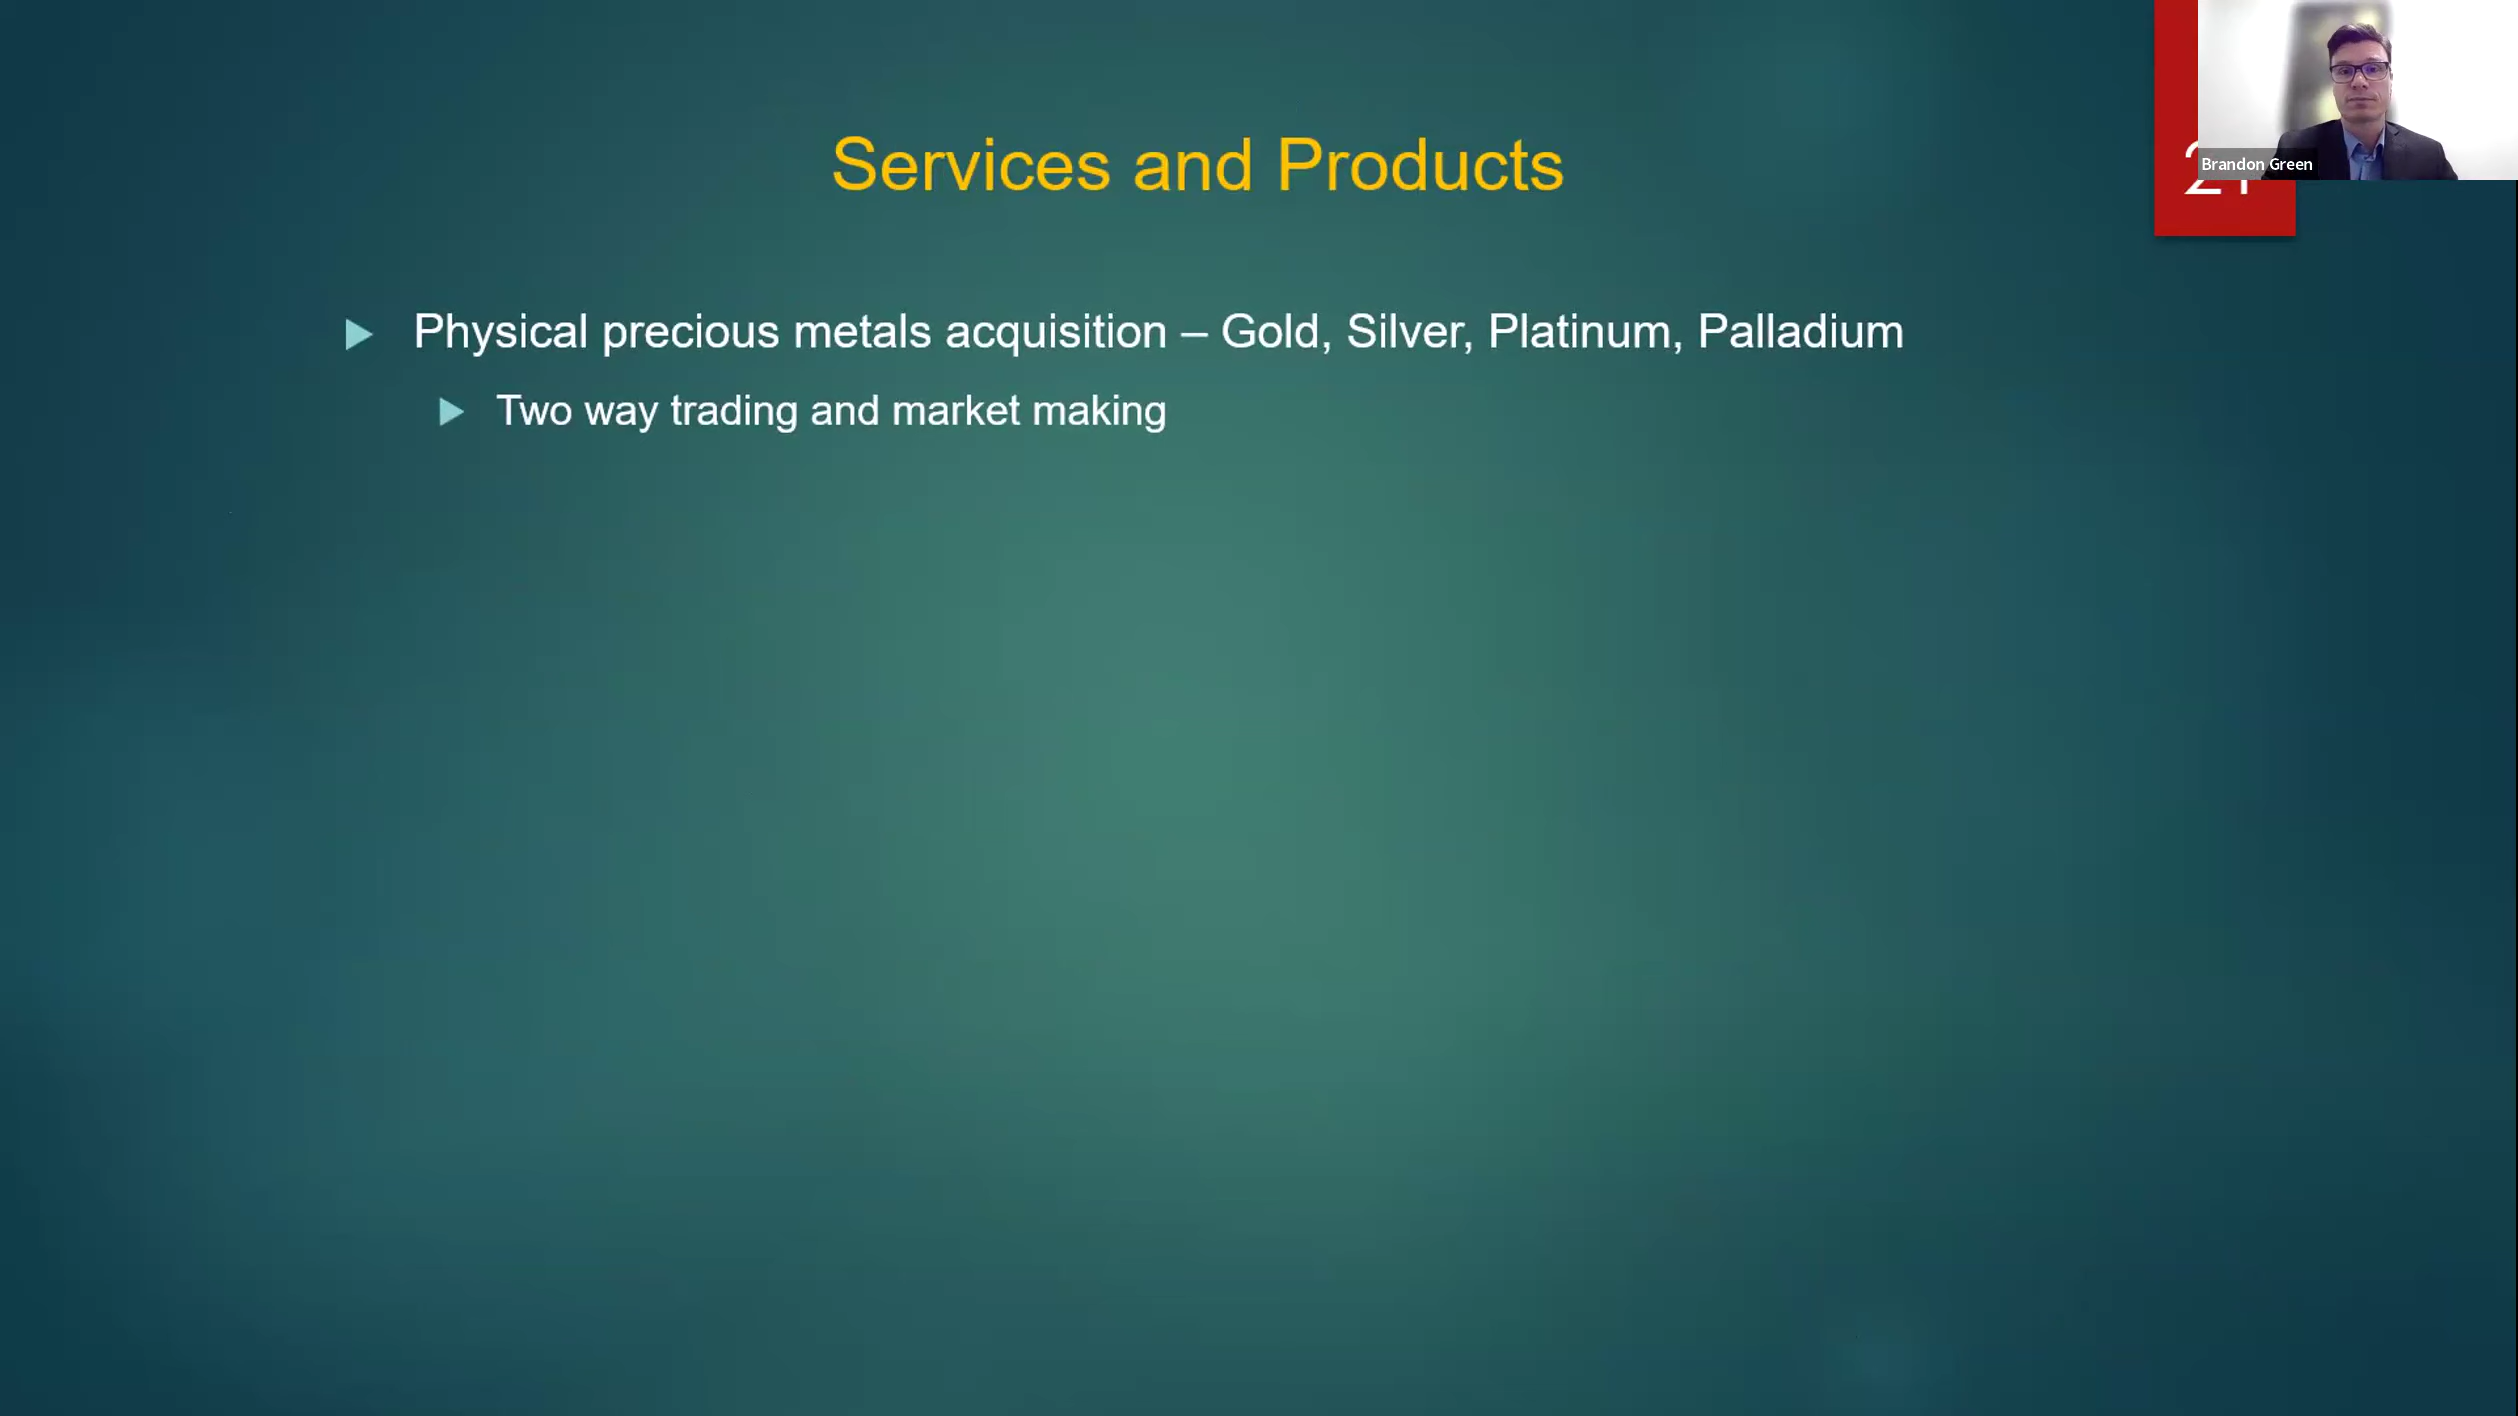 Services and Products
Brandon Green
Physical precious metals acquisition – Gold, Silver, Platinum, Palladium
Two way trading and market making